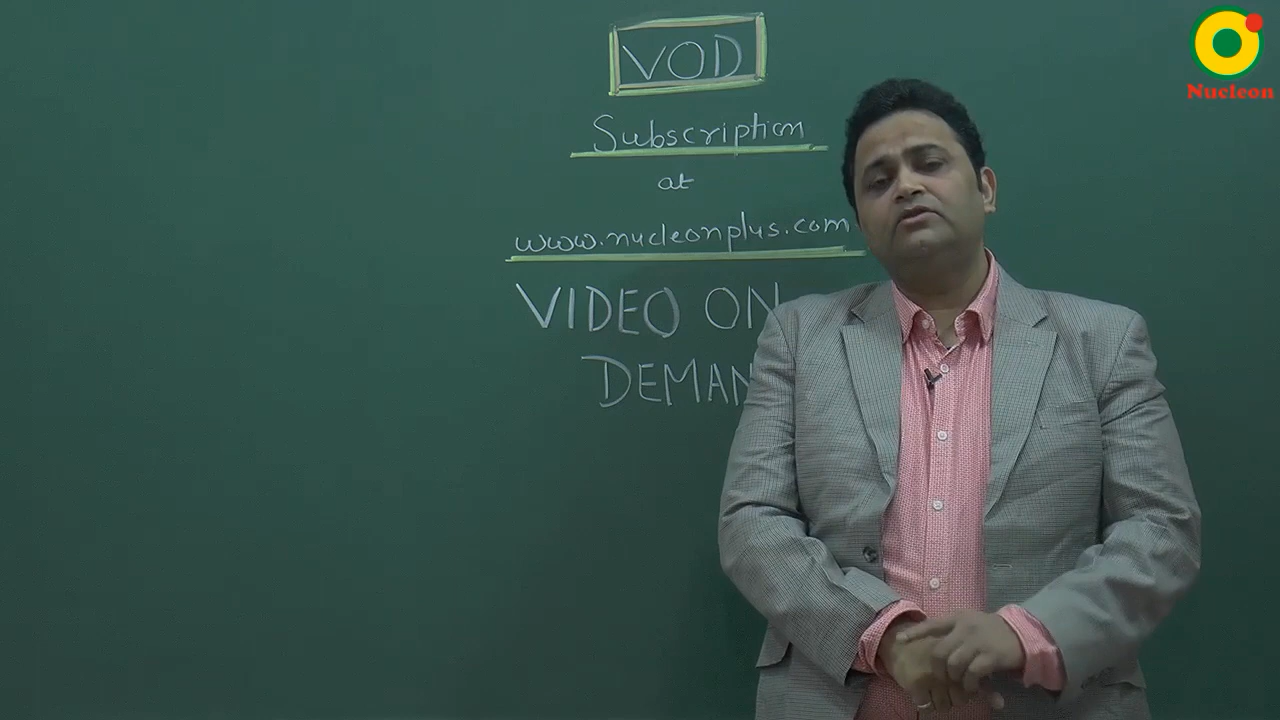 VOD
Subscription
at
www.nucleonplus.com
VIDEO ON
DEMAN
Nucleon